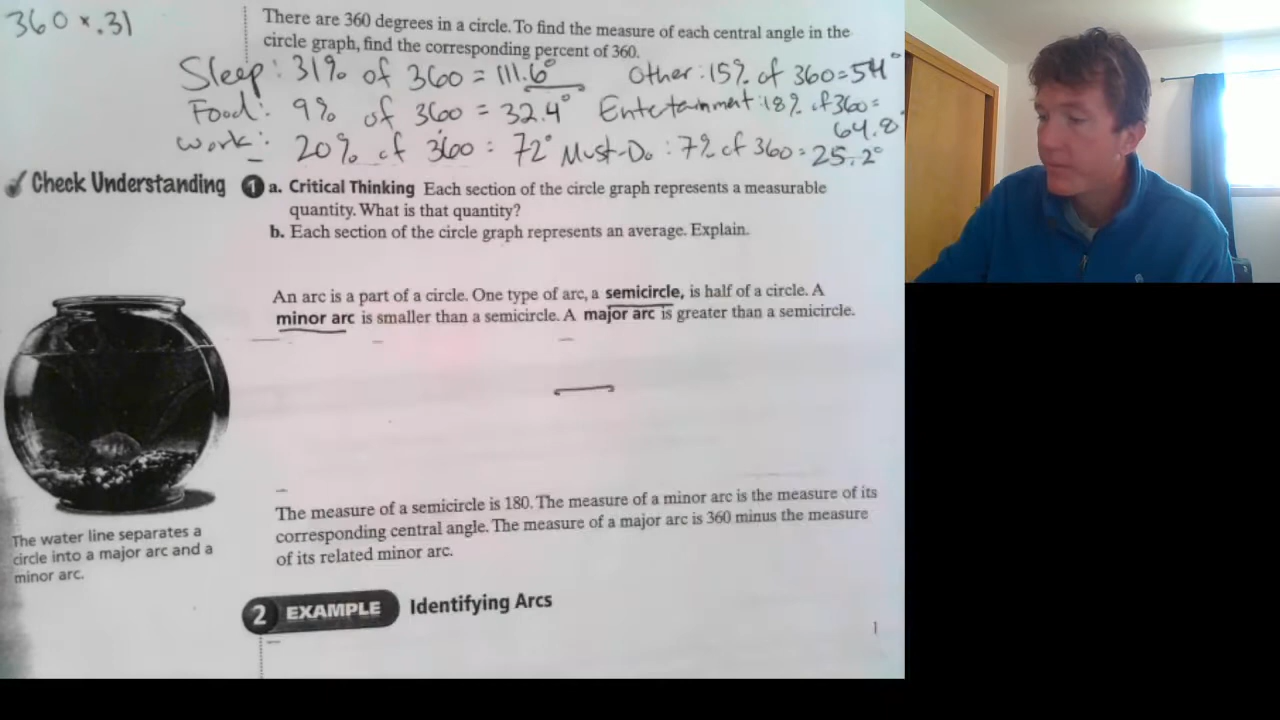 360 x .31
There are 360 degrees in a circle. To find the measure of each central angle in the
circle graph, find the corresponding percent of 360.
Sleep: 31% of 360 = 111.6°
Other: 15% of 360 = 54°
Food: 9% of 360 = 32.4°
Entertainment: 18% of 360 =
64.8°
Work: 20% of 360 = 72°
Must-Do: 7% of 360 = 25.2°
Check Understanding
1 a. Critical Thinking Each section of the circle graph represents a measurable
quantity. What is that quantity?
b. Each section of the circle graph represents an average. Explain.
An arc is a part of a circle. One type of arc, a semicircle, is half of a circle. A
minor arc is smaller than a semicircle. A major arc is greater than a semicircle.
The water line separates a
circle into a major arc and a
minor arc.
The measure of a semicircle is 180. The measure of a minor arc is the measure of its
corresponding central angle. The measure of a major arc is 360 minus the measure
of its related minor arc.
2 EXAMPLE Identifying Arcs
1